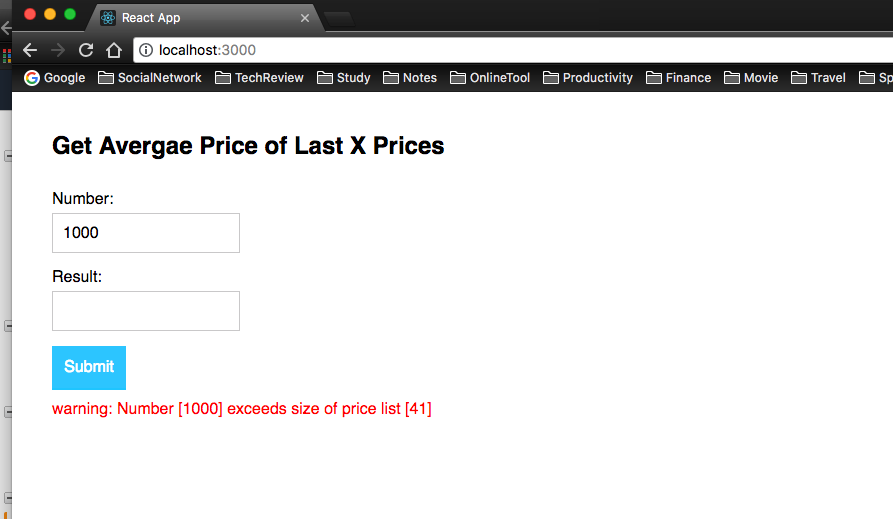 React App
localhost:3000
Google SocialNetwork TechReview Study Notes OnlineTool Productivity Finance Movie Travel Sp
Get Avergae Price of Last X Prices
Number:
1000
Result:
Submit
warning: Number [1000] exceeds size of price list [41]